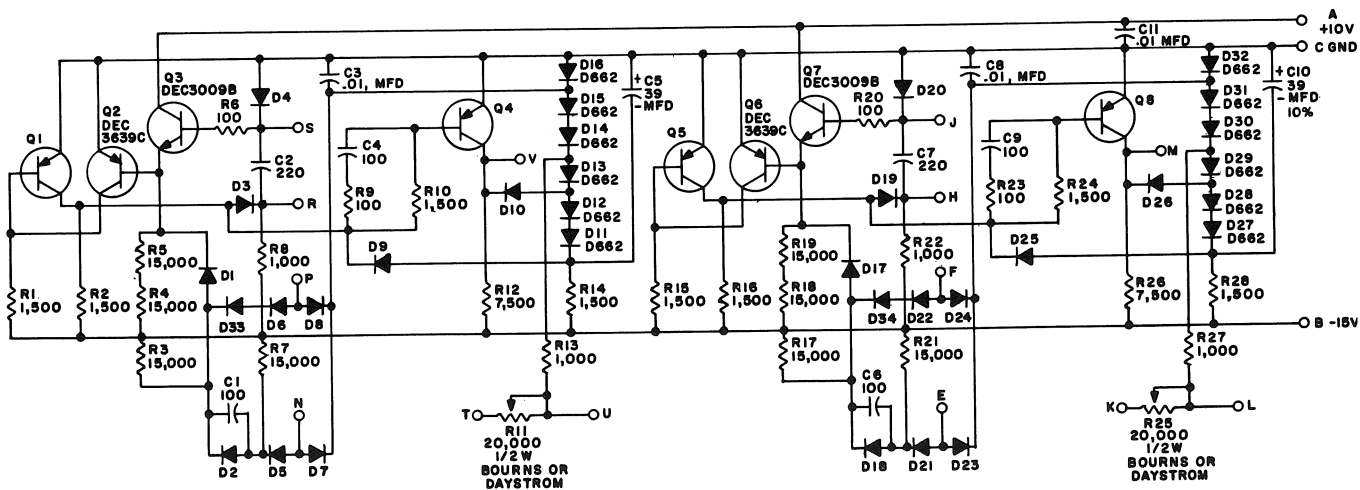 A
+10V
C GND
C11
.01 MFD
D16
D662
C3
.01, MFD
Q3
DEC3009B
R6
100
D4
Q4
D15
D662
C5
39
-MFD
+
Q7
DEC3009B
R20
100
D20
C8
.01, MFD
Q8
D32
D662
D31
D662
+
C10
39
-MFD
10%
Q1
Q2
DEC
3639C
S
C4
100
D14
D662
Q5
Q6
DEC
3639C
J
C9
100
D30
D662
C2
220
V
D13
D662
C7
220
M
D29
D662
D3
R
R9
100
R10
1,500
D10
D12
D662
D19
H
R23
100
R24
1,500
D26
D28
D662
D11
D662
D27
D662
R5
15,000
D1
R8
1,000
D9
R19
15,000
D17
R22
1,000
D25
R1
1,500
R2
1,500
R4
15,000
P
D33
D6
D8
R12
7,500
R14
1,500
R15
1,500
R16
1,500
R18
15,000
F
D34
D22
D24
R26
7,500
R28
1,500
B -15V
R3
15,000
R7
15,000
R13
1,000
R17
15,000
R21
15,000
R27
1,000
C1
100
N
C6
100
E
T
U
R11
20,000
1/2W
BOURNS OR
DAYSTROM
K
L
R25
20,000
1/2W
BOURNS OR
DAYSTROM
D2
D5
D7
D18
D21
D23